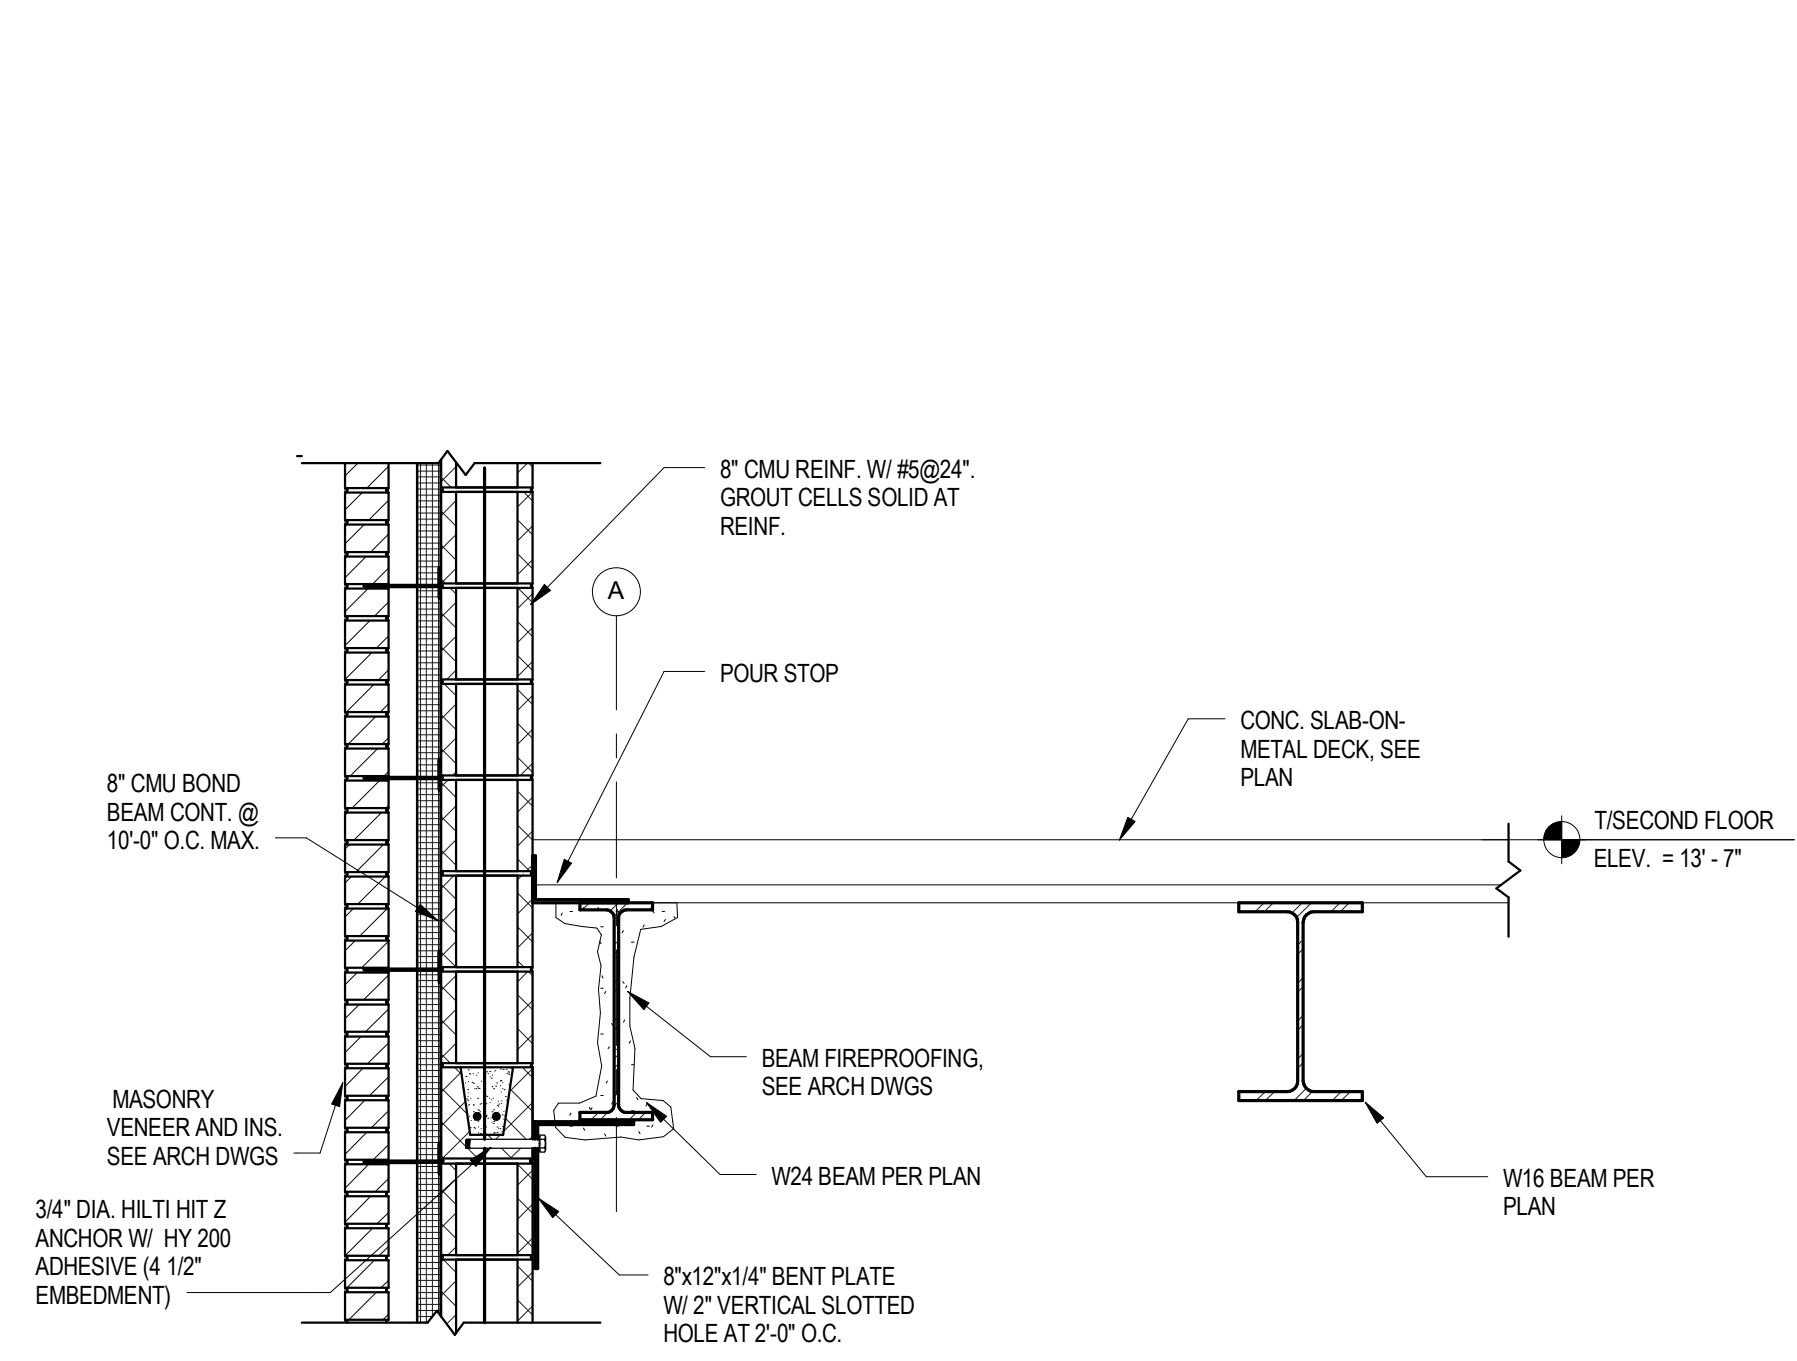 8" CMU REINF. W/ #5@24".
GROUT CELLS SOLID AT
REINF.
A
POUR STOP
CONC. SLAB-ON-
METAL DECK, SEE
PLAN
T/SECOND FLOOR
ELEV. = 13' - 7"
8" CMU BOND
BEAM CONT. @
10'-0" O.C. MAX.
BEAM FIREPROOFING,
SEE ARCH DWGS
MASONRY
VENEER AND INS.
SEE ARCH DWGS
W24 BEAM PER PLAN
W16 BEAM PER
PLAN
3/4" DIA. HILTI HIT Z
ANCHOR W/ HY 200
ADHESIVE (4 1/2"
EMBEDMENT)
8"x12"x1/4" BENT PLATE
W/ 2" VERTICAL SLOTTED
HOLE AT 2'-0" O.C.